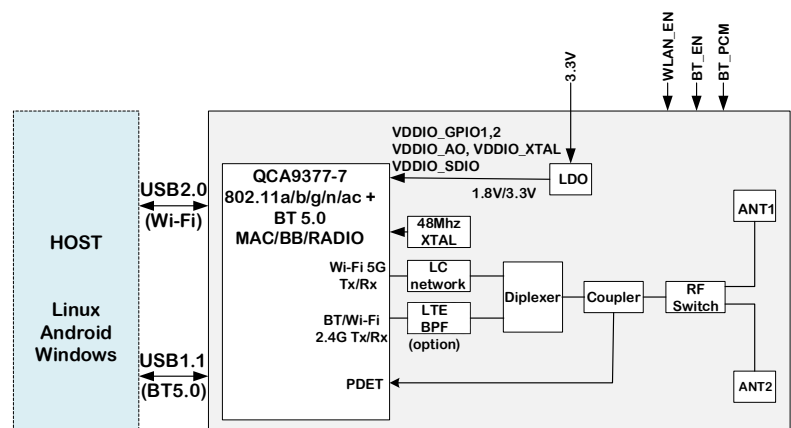 WLAN_EN
BT_EN
BT_PCM
3.3V
HOST
Linux
Android
Windows
USB2.0
(Wi-Fi)
USB1.1
(BT5.0)
QCA9377-7
802.11a/b/g/n/ac +
BT 5.0
MAC/BB/RADIO
VDDIO_GPIO1,2
VDDIO_AO, VDDIO_XTAL
VDDIO_SDIO
1.8V/3.3V
LDO
48Mhz
XTAL
Wi-Fi 5G
Tx/Rx
LC
network
BT/Wi-Fi
2.4G Tx/Rx
LTE
BPF
(option)
Diplexer
Coupler
RF
Switch
ANT1
ANT2
PDET